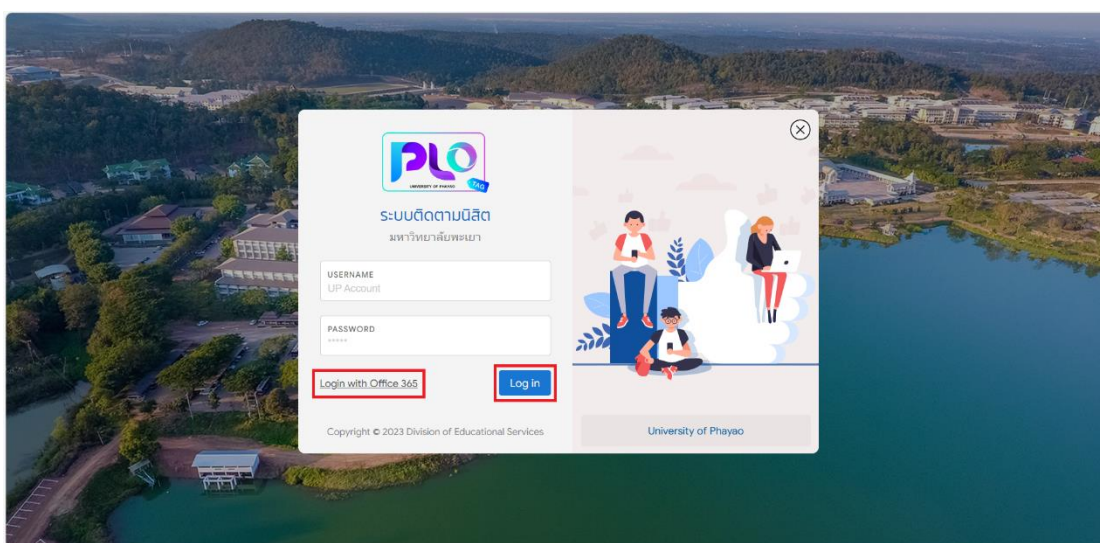 PLO
UNIVERSITY OF PHAYAO
TAG
ระบบติดตามนิสิต
มหาวิทยาลัยพะเยา
USERNAME
UP Account
PASSWORD
*****
Login with Office 365
Log in
Copyright © 2023 Division of Educational Services
University of Phayao